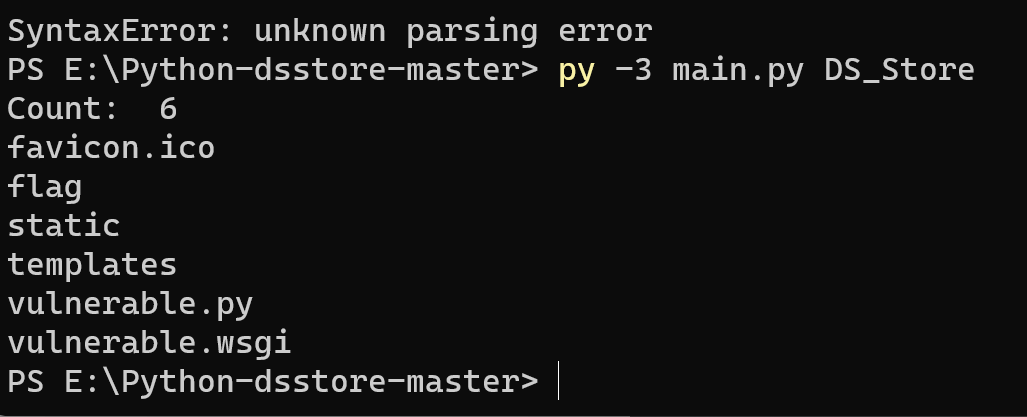 SyntaxError: unknown parsing error
PS E:\Python-dsstore-master> py -3 main.py DS_Store
Count:  6
favicon.ico
flag
static
templates
vulnerable.py
vulnerable.wsgi
PS E:\Python-dsstore-master>